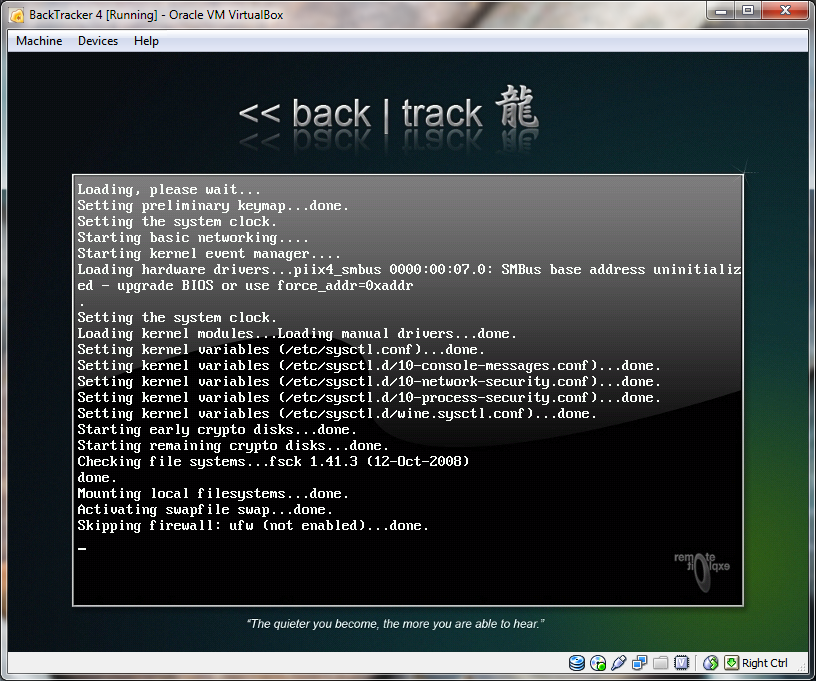 BackTracker 4 [Running] - Oracle VM VirtualBox
Machine Devices Help
<< back | track 龍
Loading, please wait...
Setting preliminary keymap...done.
Setting the system clock.
Starting basic networking....
Starting kernel event manager....
Loading hardware drivers...piix4_smbus 0000:00:07.0: SMBus base address uninitializ
ed - upgrade BIOS or use force_addr=0xaddr
.
Setting the system clock.
Loading kernel modules...Loading manual drivers...done.
Setting kernel variables (/etc/sysctl.conf)...done.
Setting kernel variables (/etc/sysctl.d/10-console-messages.conf)...done.
Setting kernel variables (/etc/sysctl.d/10-network-security.conf)...done.
Setting kernel variables (/etc/sysctl.d/10-process-security.conf)...done.
Setting kernel variables (/etc/sysctl.d/wine.sysctl.conf)...done.
Starting early crypto disks...done.
Starting remaining crypto disks...done.
Checking file systems...fsck 1.41.3 (12-Oct-2008)
done.
Mounting local filesystems...done.
Activating swapfile swap...done.
Skipping firewall: ufw (not enabled)...done.
remote
exploit
“The quieter you become, the more you are able to hear.”
Right Ctrl